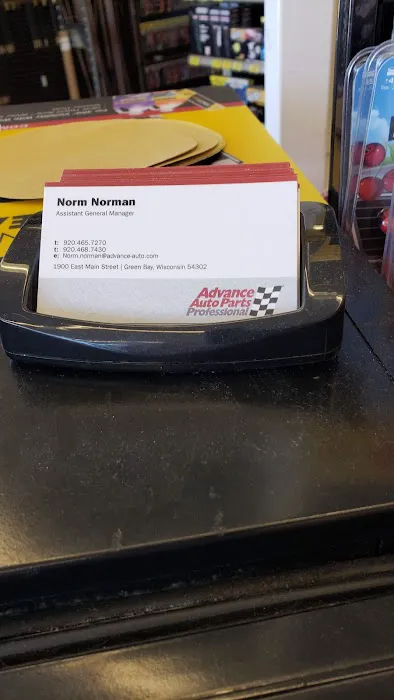 Norm Norman
Assistant General Manager
t: 920.465.7270
t: 920.468.7430
e: Norm.norman@advance-auto.com
1900 East Main Street | Green Bay, Wisconsin 54302
Advance
Auto Parts
Professional